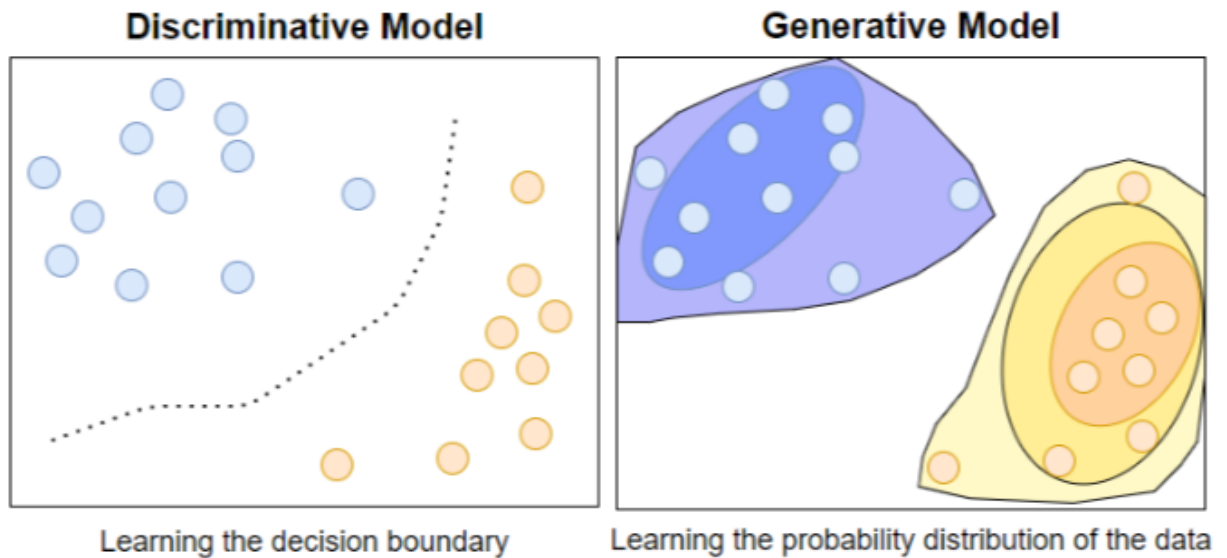 Discriminative Model
Generative Model
Learning the decision boundary
Learning the probability distribution of the data